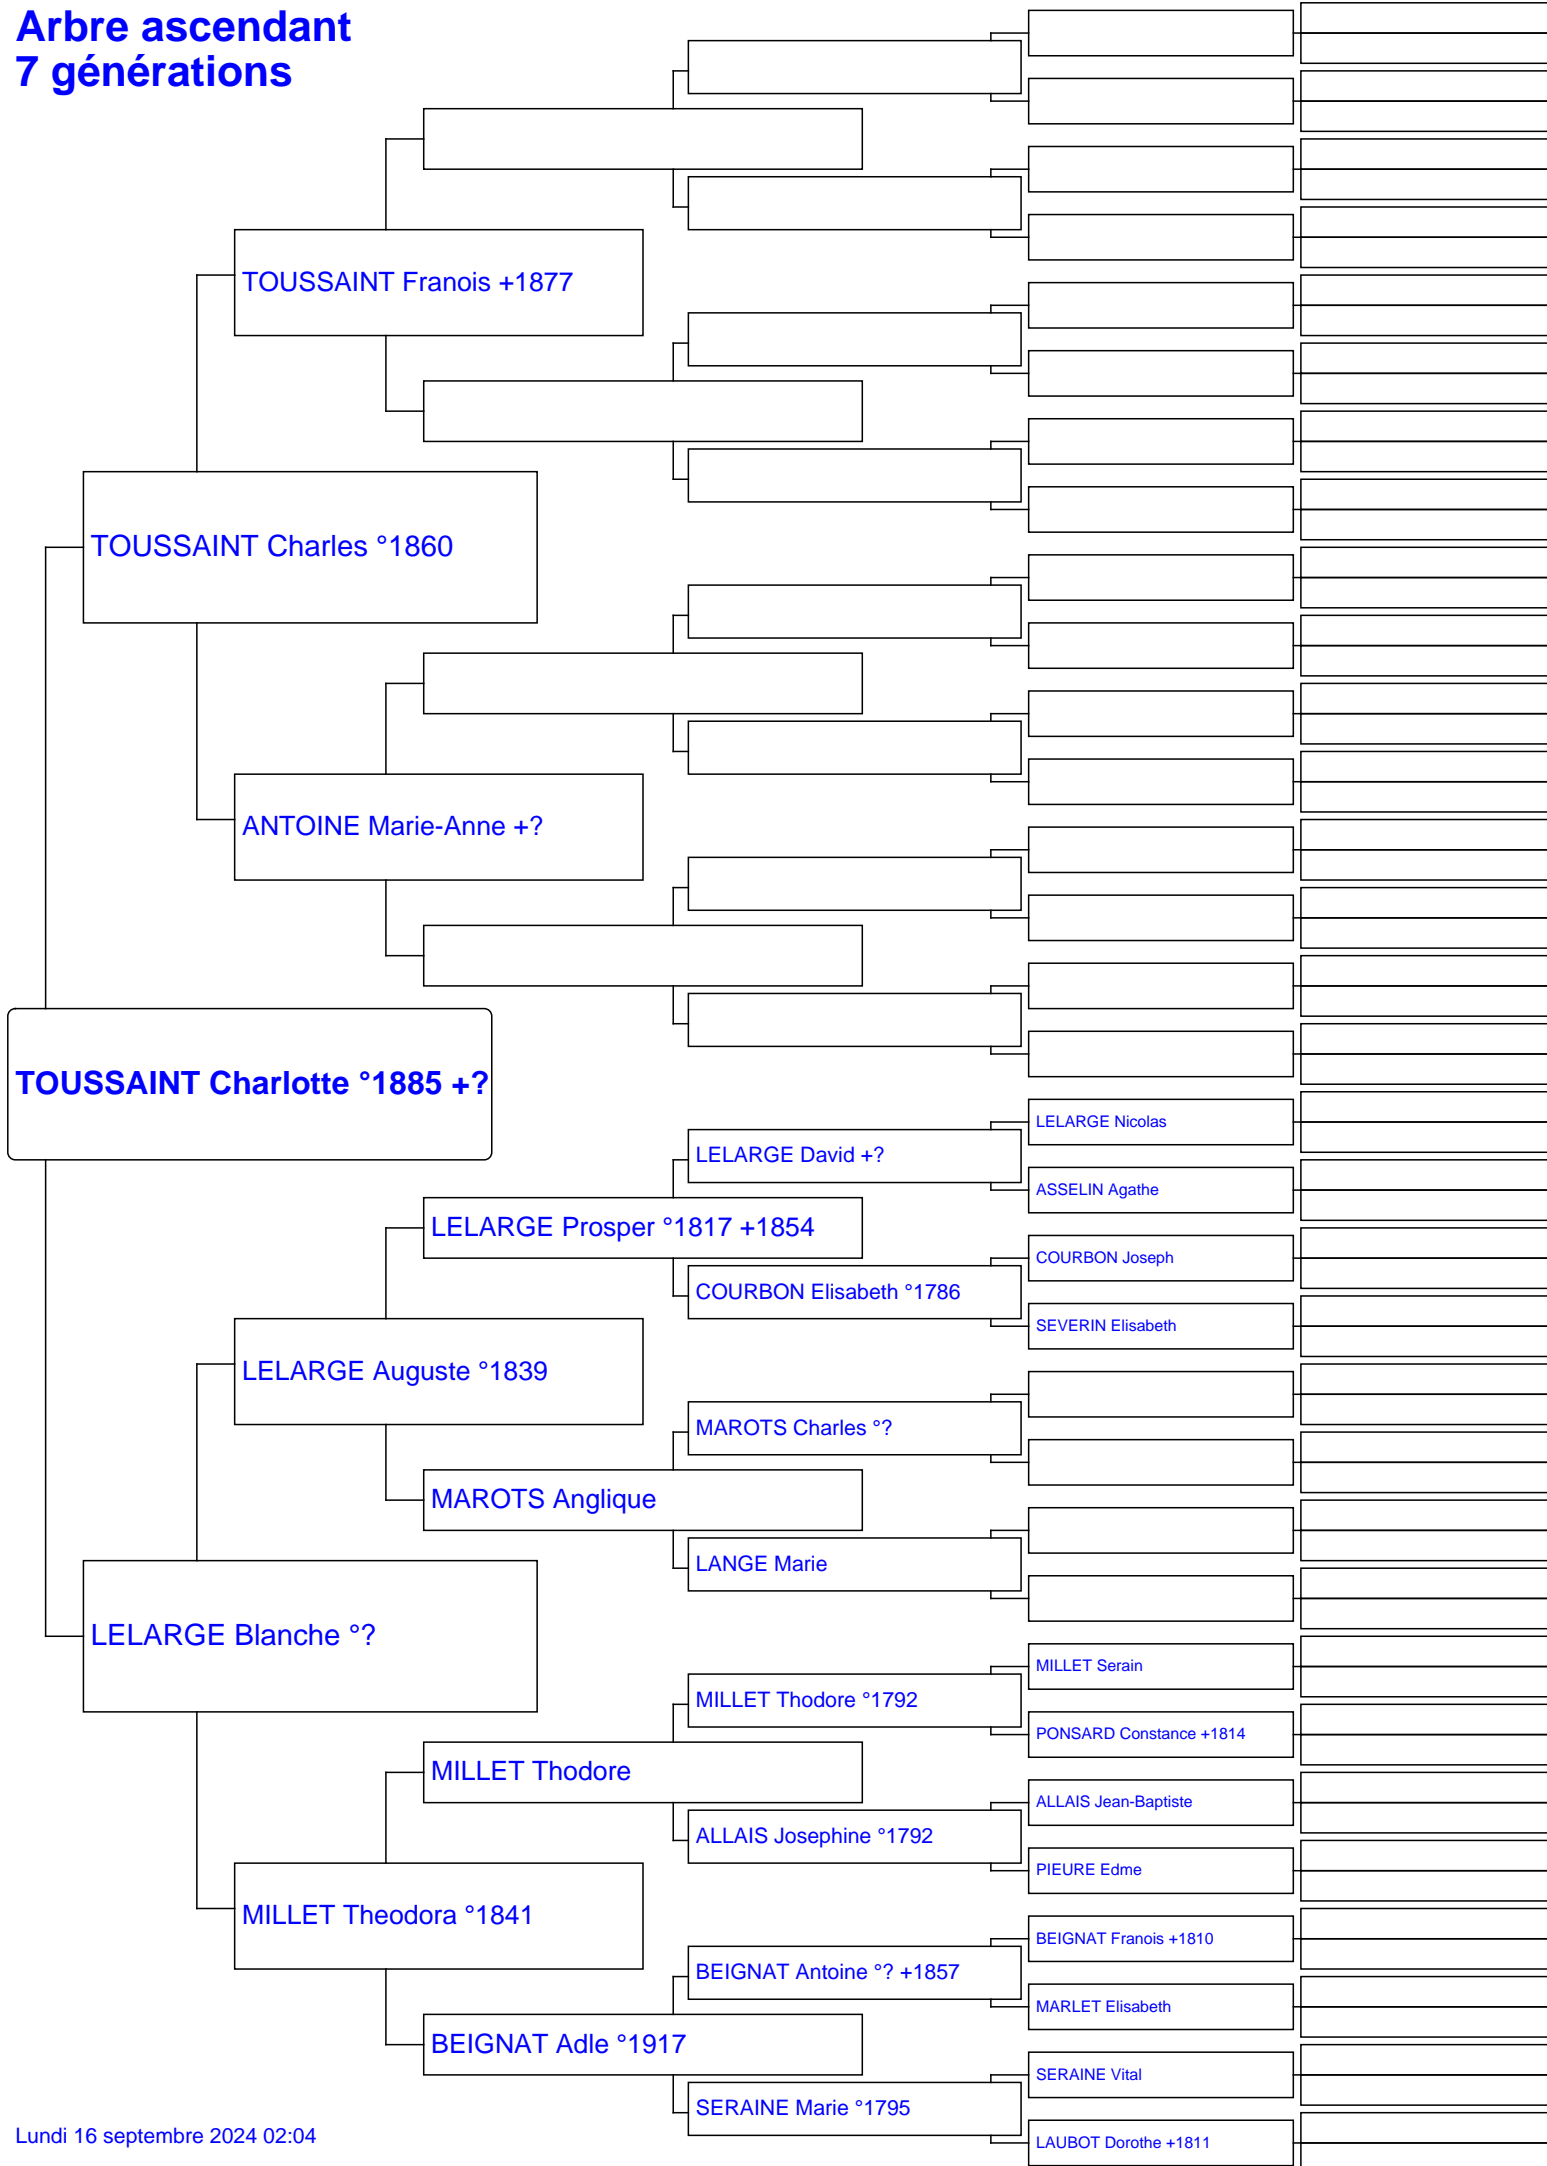 Arbre ascendant
7 générations
TOUSSAINT Franois +1877
TOUSSAINT Charles °1860
ANTOINE Marie-Anne +?
TOUSSAINT Charlotte °1885 +?
LELARGE Nicolas
LELARGE David +?
ASSELIN Agathe
LELARGE Prosper °1817 +1854
COURBON Joseph
COURBON Elisabeth °1786
SEVERIN Elisabeth
LELARGE Auguste °1839
MAROTS Charles °?
MAROTS Anglique
LANGE Marie
LELARGE Blanche °?
MILLET Serain
MILLET Thodore °1792
PONSARD Constance +1814
MILLET Thodore
ALLAIS Jean-Baptiste
ALLAIS Josephine °1792
PIEURE Edme
MILLET Theodora °1841
BEIGNAT Franois +1810
BEIGNAT Antoine °? +1857
MARLET Elisabeth
BEIGNAT Adle °1917
SERAINE Vital
SERAINE Marie °1795
LAUBOT Dorothe +1811
Lundi 16 septembre 2024 02:04